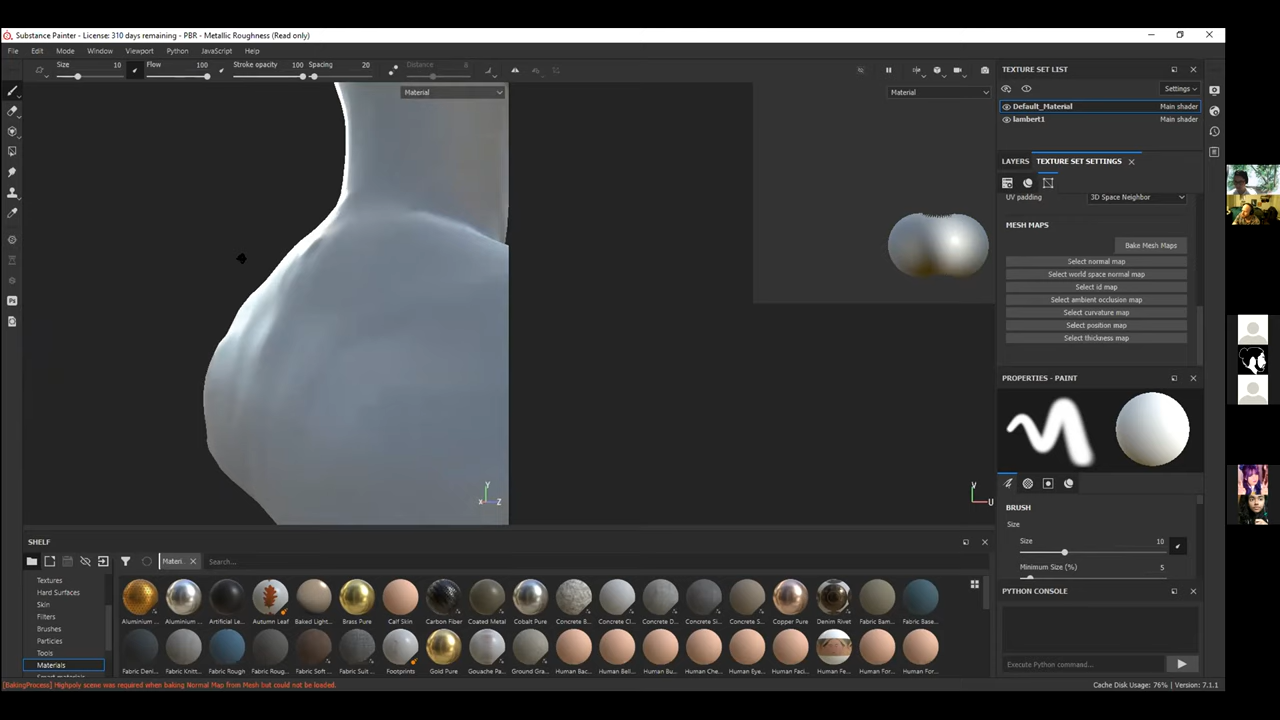 Substance Painter - License: 310 days remaining - PBR - Metallic Roughness (Read only)
File Edit Mode Window Viewport Python JavaScript Help
Size 10 Flow 100 Stroke opacity 100 Spacing 20 Distance 8
Material
Material
Y
X Z
Y
U
TEXTURE SET LIST
Settings
Default_Material Main shader
lambert1 Main shader
LAYERS TEXTURE SET SETTINGS
UV padding 3D Space Neighbor
MESH MAPS
Bake Mesh Maps
Select normal map
Select world space normal map
Select id map
Select ambient occlusion map
Select curvature map
Select position map
Select thickness map
PROPERTIES - PAINT
BRUSH
Size
Size 10
Minimum Size (%) 5
PYTHON CONSOLE
Execute Python command...
SHELF
Materi... Search...
Textures
Hard Surfaces
Skin
Filters
Brushes
Particles
Tools
Materials
Aluminium ... Aluminium ... Artificial Le... Autumn Leaf Baked Light... Brass Pure Calf Skin Carbon Fiber Coated Metal Cobalt Pure Concrete B... Concrete Cl... Concrete D... Concrete Si... Concrete S... Copper Pure Denim Rivet Fabric Bam... Fabric Base...
Fabric Deni... Fabric Knitt... Fabric Rough Fabric Roug... Fabric Soft ... Fabric Suit ... Footprints Gold Pure Gouache Pa... Ground Gra... Human Bac... Human Bell... Human Bu... Human Che... Human Eye... Human Faci... Human Fe... Human For... Human For...
[BakingProcess] Highpoly scene was required when baking Normal Map from Mesh but could not be loaded.
Cache Disk Usage: 76% | Version: 7.1.1